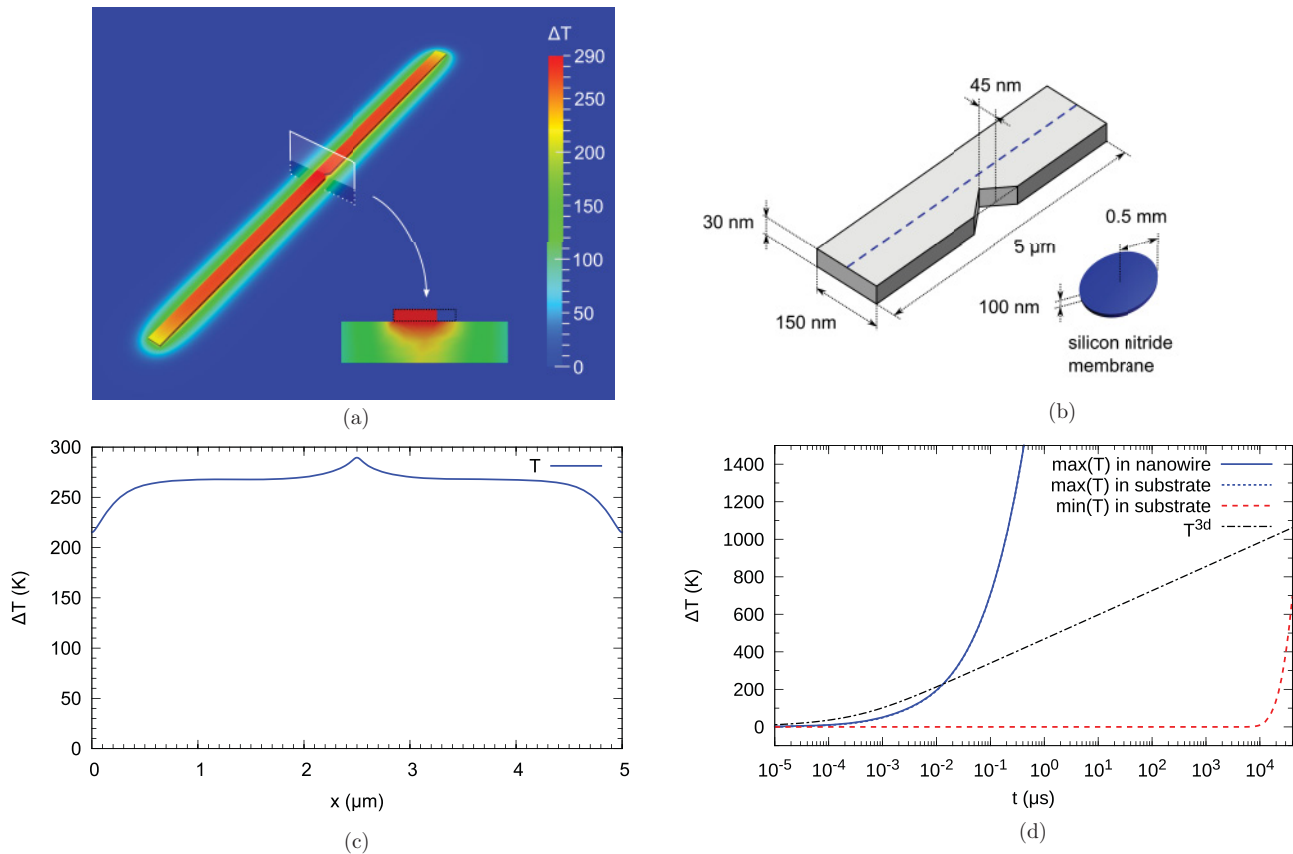 ΔT
290
250
200
150
100
50
0
(a)
45 nm
30 nm
0.5 mm
5 μm
100 nm
150 nm
silicon nitride
membrane
(b)
300
250
200
150
100
50
0
ΔT (K)
T
0 1 2 3 4 5
x (μm)
(c)
1400
1200
1000
800
600
400
200
0
ΔT (K)
max(T) in nanowire
max(T) in substrate
min(T) in substrate
T^3d
10^-5 10^-4 10^-3 10^-2 10^-1 10^0 10^1 10^2 10^3 10^4
t (μs)
(d)